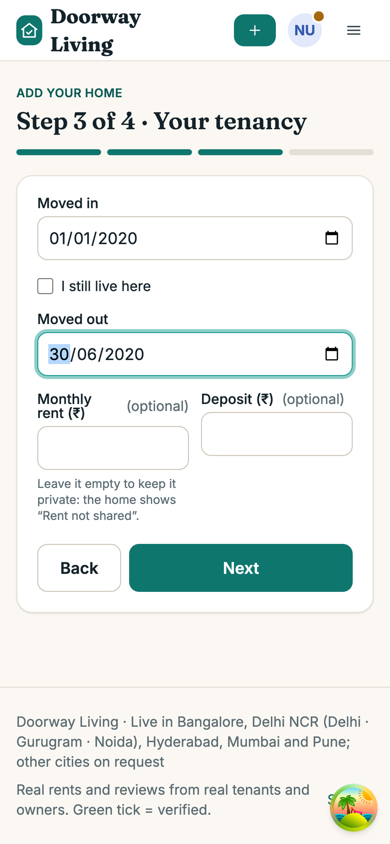 Doorway
Living
NU
ADD YOUR HOME
Step 3 of 4 · Your tenancy
Moved in
01/01/2020
I still live here
Moved out
30/06/2020
Monthly rent (₹) (optional)
Deposit (₹) (optional)
Leave it empty to keep it
private: the home shows
“Rent not shared”.
Back
Next
Doorway Living · Live in Bangalore, Delhi NCR (Delhi ·
Gurugram · Noida), Hyderabad, Mumbai and Pune;
other cities on request
Real rents and reviews from real tenants and
owners. Green tick = verified.